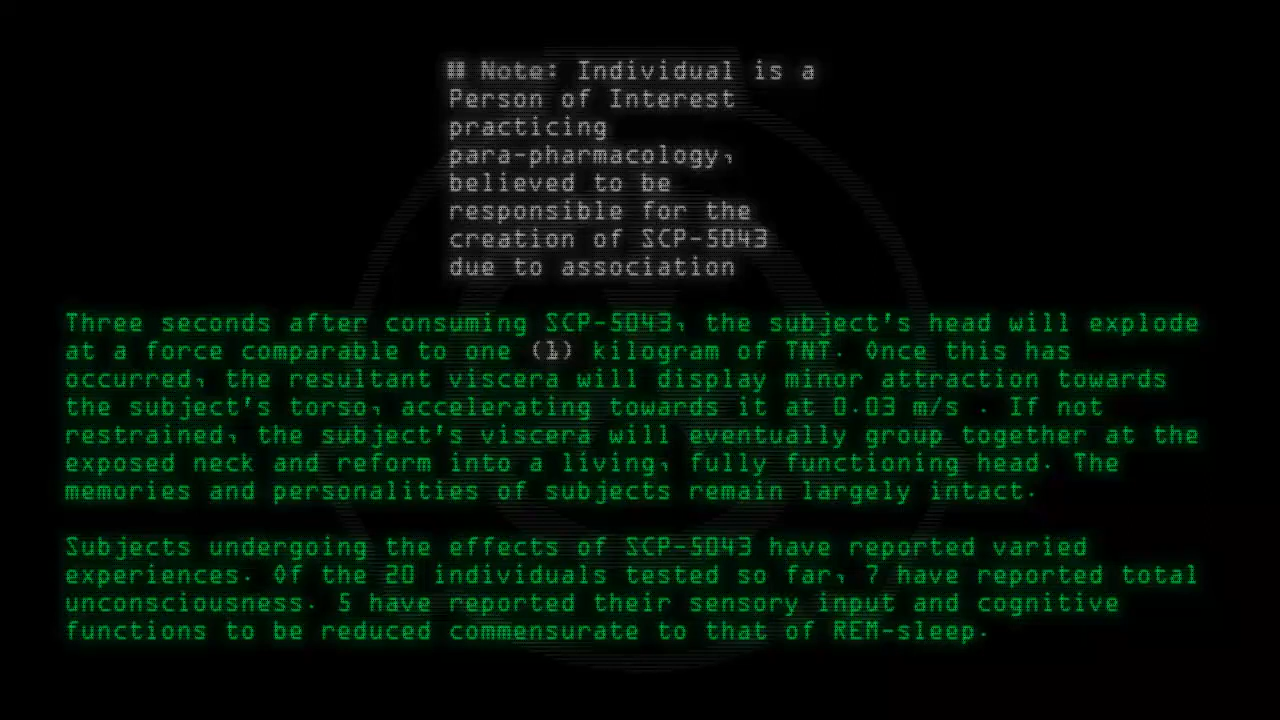 # Note: Individual is a
Person of Interest
practicing
para-pharmacology,
believed to be
responsible for the
creation of SCP-5043
due to association
Three seconds after consuming SCP-5043, the subject's head will explode
at a force comparable to one (1) kilogram of TNT. Once this has
occurred, the resultant viscera will display minor attraction towards
the subject's torso, accelerating towards it at 0.03 m/s . If not
restrained, the subject's viscera will eventually group together at the
exposed neck and reform into a living, fully functioning head. The
memories and personalities of subjects remain largely intact.
Subjects undergoing the effects of SCP-5043 have reported varied
experiences. Of the 20 individuals tested so far, 7 have reported total
unconsciousness. 5 have reported their sensory input and cognitive
functions to be reduced commensurate to that of REM-sleep.